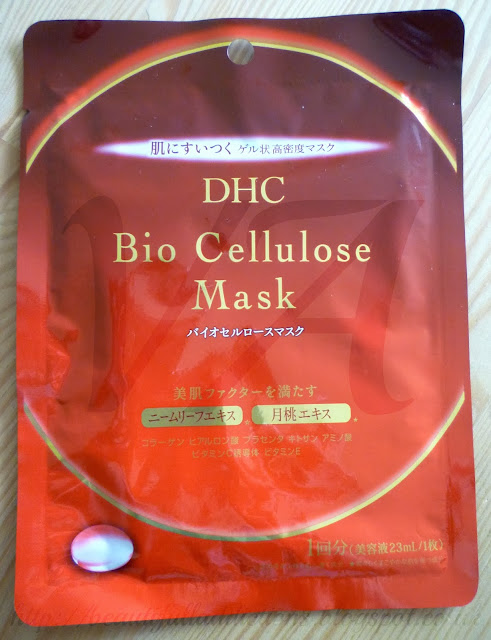 肌にすいつく ゲル状高密度マスク
DHC
Bio Cellulose
Mask
バイオセルロースマスク
美肌ファクターを満たす
ニームリーフエキス 月桃エキス
コラーゲン ヒアルロン酸 プラセンタ キトサン アミノ酸
ビタミンC誘導体 ビタミンE
1回分(美容液23mL/1枚)